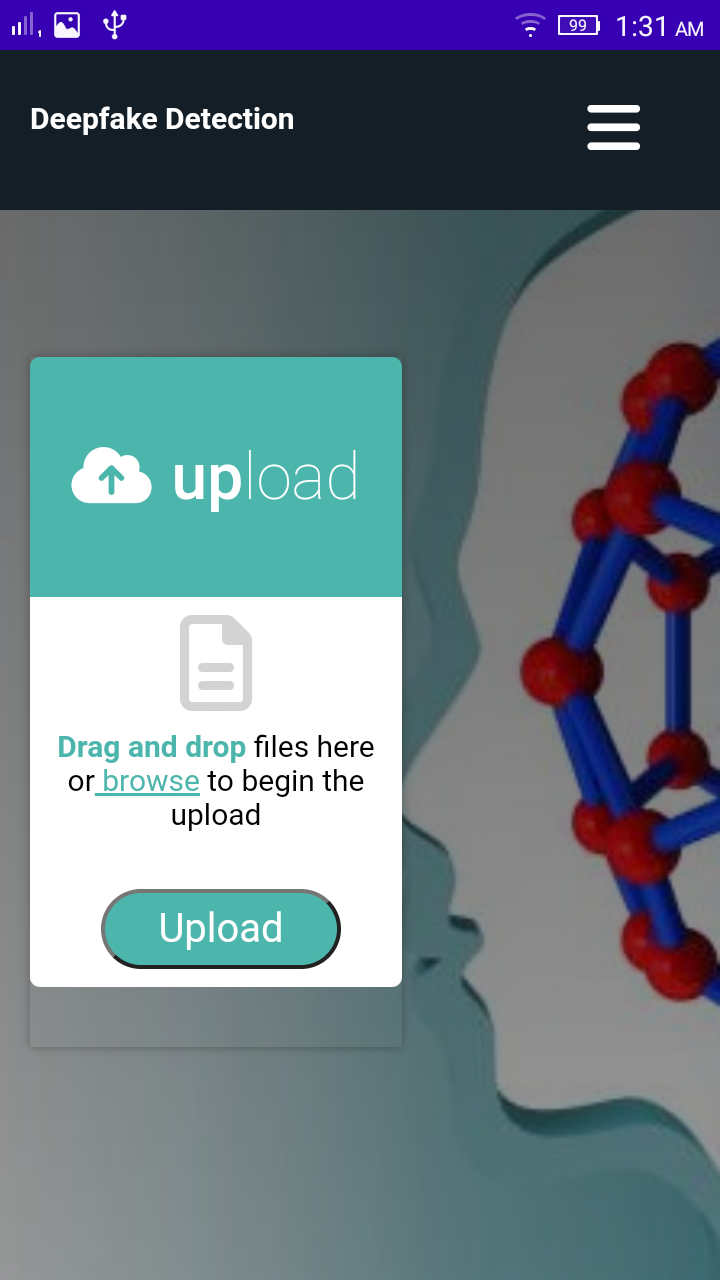 99 1:31 AM
Deepfake Detection
upload
Drag and drop files here
or browse to begin the
upload
Upload